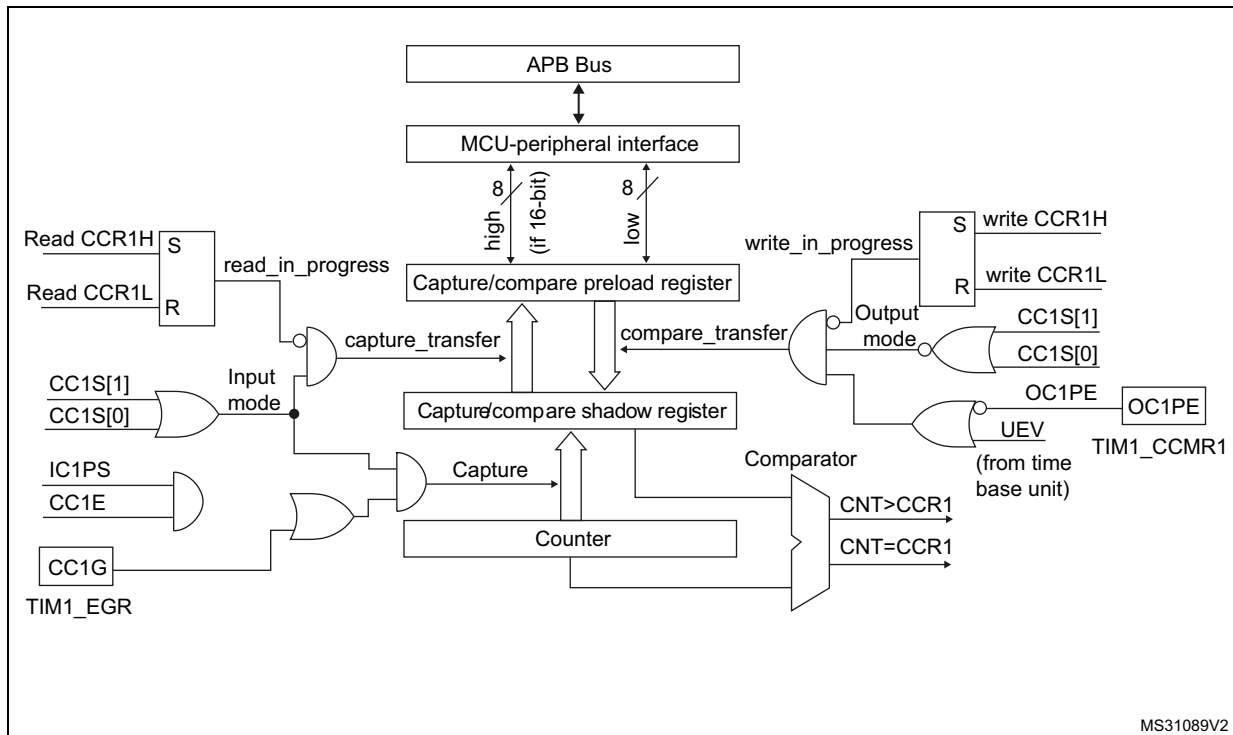 APB Bus
MCU-peripheral interface
8
high
(if 16-bit)
8
low
Read CCR1H
S
read_in_progress
Read CCR1L
R
write_in_progress
S
write CCR1H
R
write CCR1L
Capture/compare preload register
capture_transfer
compare_transfer
Output
mode
CC1S[1]
CC1S[0]
CC1S[1]
CC1S[0]
Input
mode
Capture/compare shadow register
OC1PE
OC1PE
UEV
TIM1_CCMR1
(from time
base unit)
IC1PS
CC1E
Capture
Comparator
CNT>CCR1
Counter
CNT=CCR1
CC1G
TIM1_EGR
MS31089V2